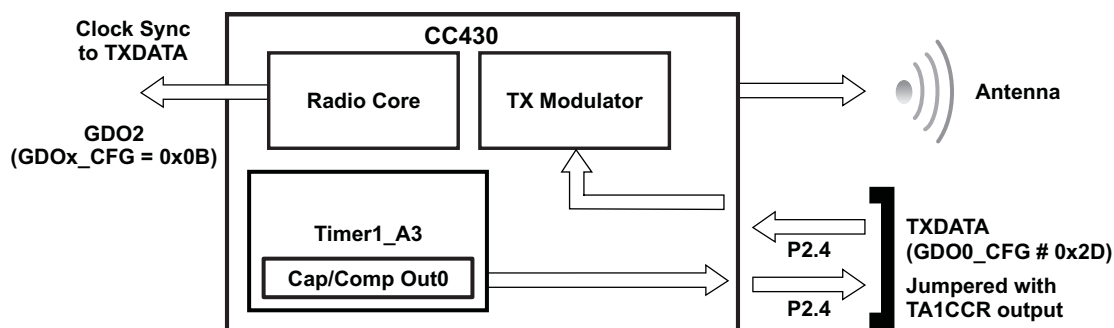 Clock Sync
to TXDATA
CC430
Radio Core
TX Modulator
Antenna
GDO2
(GDOx_CFG = 0x0B)
Timer1_A3
Cap/Comp Out0
P2.4
TXDATA
(GDO0_CFG # 0x2D)
P2.4
Jumpered with
TA1CCR output